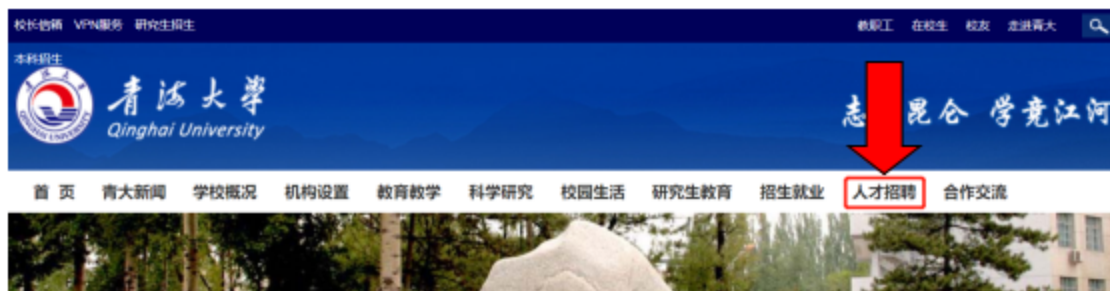 校长信箱 VPN服务 研究生招生 教职工 在校生 校友 走进青大
本科招生
青海大学
Qinghai University
志 昆仑 学竞江河
首 页 青大新闻 学校概况 机构设置 教育教学 科学研究 校园生活 研究生教育 招生就业 人才招聘 合作交流